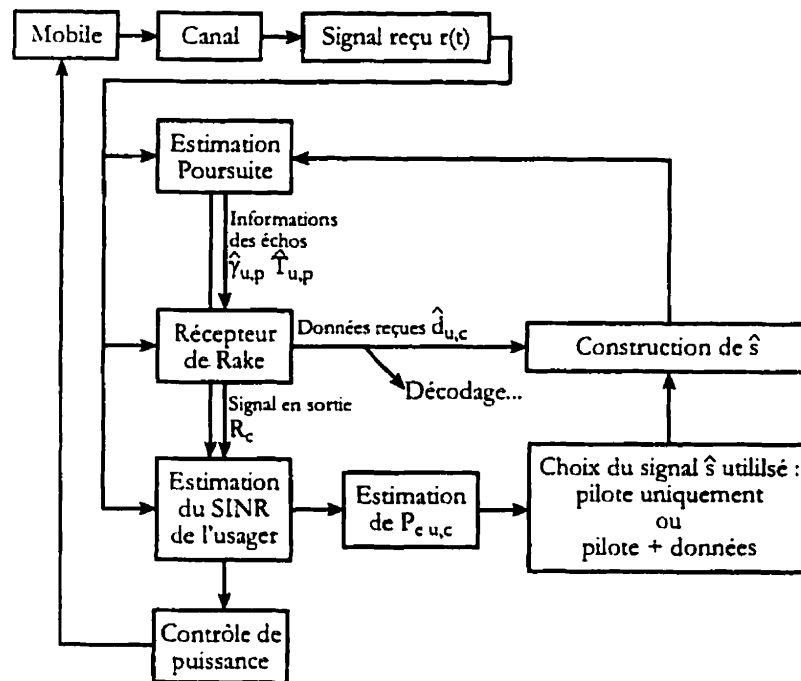 Mobile
Canal
Signal reçu r(t)
Estimation
Poursuite
Informations
des échos
γ̂u,p T̂u,p
Récepteur
de Rake
Données reçues d̂u,c
Construction de ŝ
Décodage...
Signal en sortie
Rc
Estimation
du SINR
de l'usager
Estimation
de Pe u,c
Choix du signal ŝ utililsé :
pilote uniquement
ou
pilote + données
Contrôle de
puissance